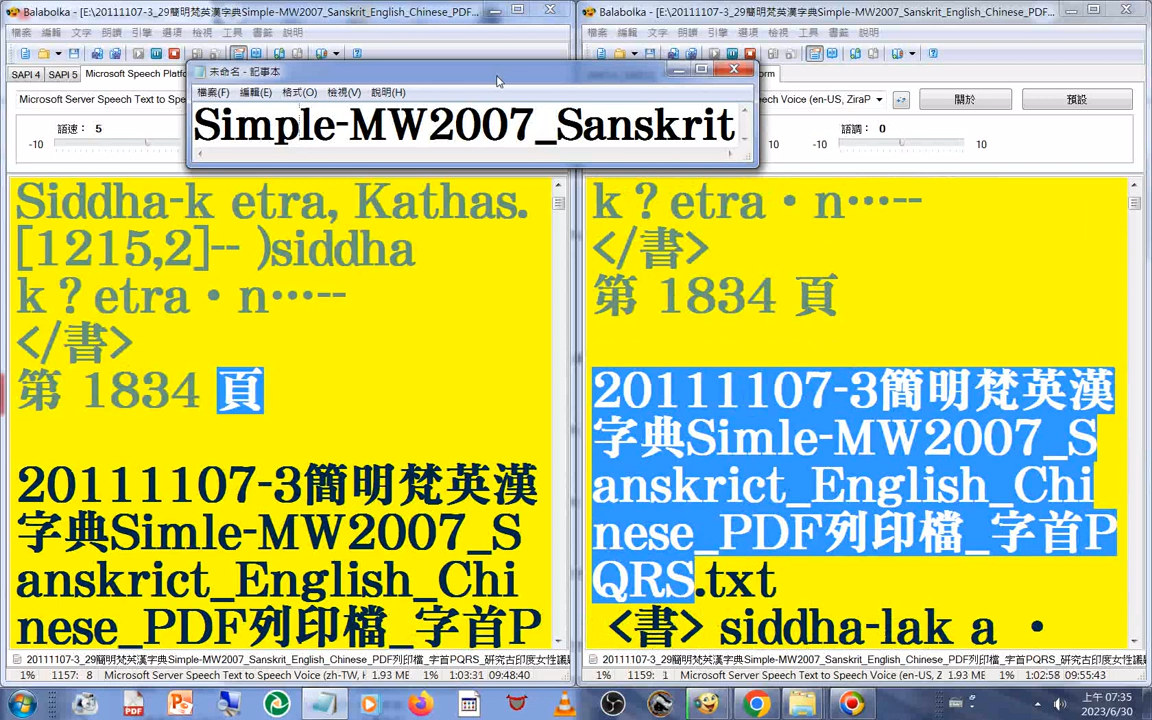 Balabolka - [E:\20111107-3_29簡明梵英漢字典Simple-MW2007_Sanskrit_English_Chinese_PDF...
檔案 編輯 文字 朗讀 引擎 選項 檢視 工具 書籤 說明
SAPI 4 SAPI 5 Microsoft Speech Platf
Microsoft Server Speech Text to Spe
語速： 5
-10
未命名 - 記事本
檔案(F) 編輯(E) 格式(O) 檢視(V) 說明(H)
Simple-MW2007_Sanskrit
Siddha-k etra, Kathas.
[1215,2]-- )siddha
k？etra・n…--
</書>
第 1834 頁
20111107-3簡明梵英漢
字典Simle-MW2007_S
anskrict_English_Chi
nese_PDF列印檔_字首P
20111107-3_29簡明梵英漢字典Simple-MW2007_Sanskrit_English_Chinese_PDF列印檔_字首PQRS_研究古印度女性議
1% 1157: 8 Microsoft Server Speech Text to Speech Voice (zh-TW, 1.93 MB 1% 1:03:31 09:48:40
Balabolka - [E:\20111107-3_29簡明梵英漢字典Simple-MW2007_Sanskrit_English_Chinese_PDF...
檔案 編輯 文字 朗讀 引擎 選項 檢視 工具 書籤 說明
orm
ech Voice (en-US, ZiraP 關於 預設
語調： 0
10 -10 10
k？etra・n…--
</書>
第 1834 頁
20111107-3簡明梵英漢
字典Simle-MW2007_S
anskrict_English_Chi
nese_PDF列印檔_字首P
QRS.txt
<書> siddha-lak a ・
20111107-3_29簡明梵英漢字典Simple-MW2007_Sanskrit_English_Chinese_PDF列印檔_字首PQRS_研究古印度女性議
1% 1159: 1 Microsoft Server Speech Text to Speech Voice (en-US, Z 1.93 MB 1% 1:02:58 09:55:43
上午 07:35
2023/6/30